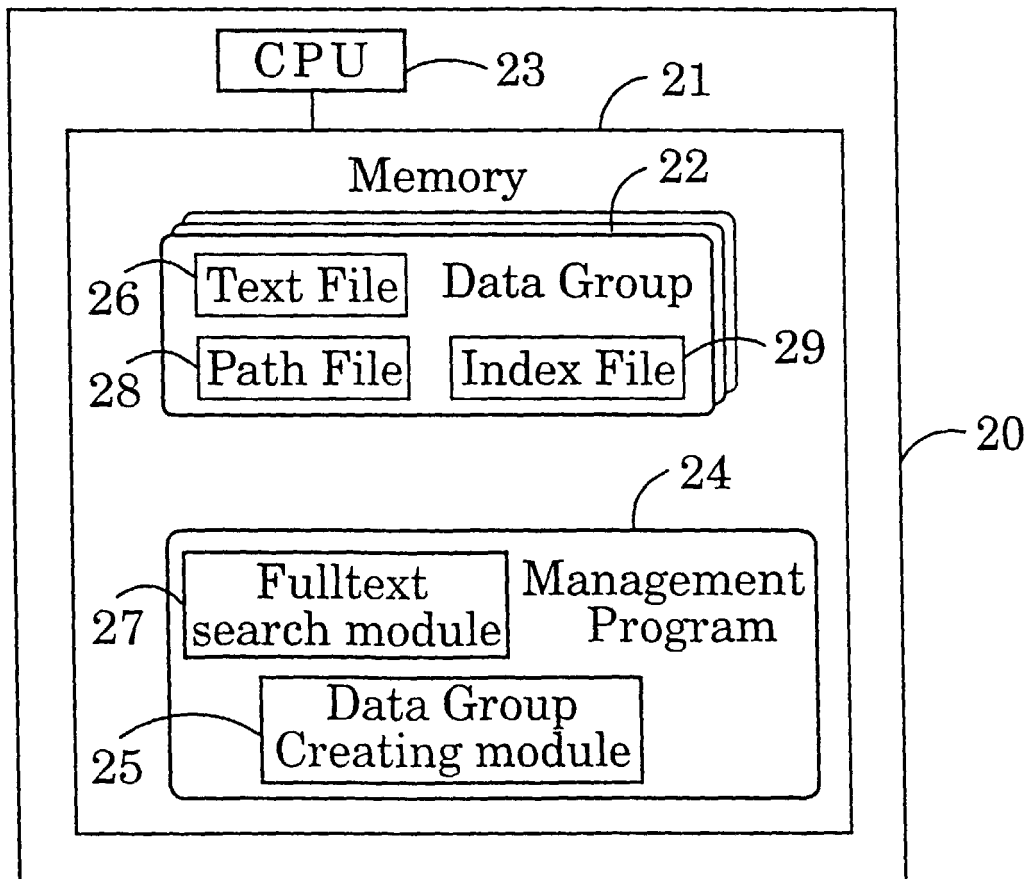 CPU
23
21
Memory
22
26
Text File
Data Group
28
Path File
Index File
29
20
24
27
Fulltext
search module
Management
Program
25
Data Group
Creating module